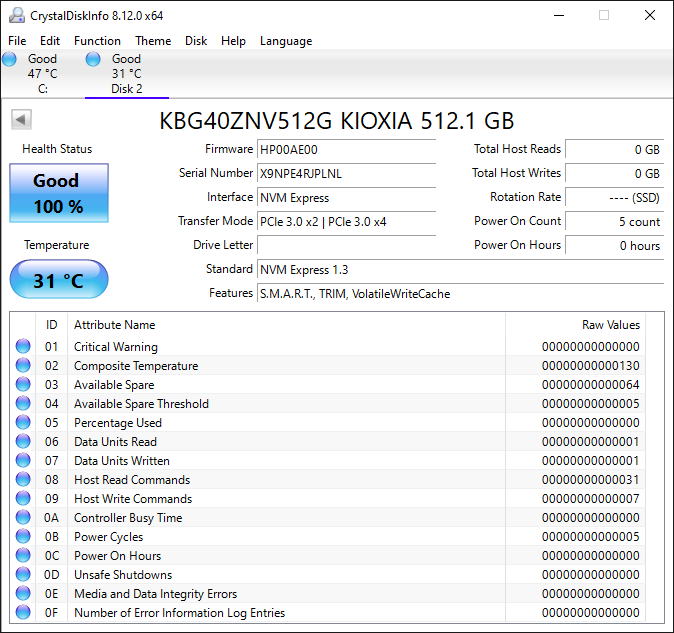 CrystalDiskInfo 8.12.0 x64
File Edit Function Theme Disk Help Language
Good Good
47 °C 31 °C
C: Disk 2
KBG40ZNV512G KIOXIA 512.1 GB
Health Status
Good
100 %
Temperature
31 °C
Firmware HP00AE00
Serial Number X9NPE4RJPLNL
Interface NVM Express
Transfer Mode PCIe 3.0 x2 | PCIe 3.0 x4
Drive Letter
Standard NVM Express 1.3
Features S.M.A.R.T., TRIM, VolatileWriteCache
Total Host Reads 0 GB
Total Host Writes 0 GB
Rotation Rate ---- (SSD)
Power On Count 5 count
Power On Hours 0 hours
ID Attribute Name Raw Values
01 Critical Warning 00000000000000
02 Composite Temperature 00000000000130
03 Available Spare 00000000000064
04 Available Spare Threshold 00000000000005
05 Percentage Used 00000000000000
06 Data Units Read 00000000000001
07 Data Units Written 00000000000001
08 Host Read Commands 00000000000031
09 Host Write Commands 00000000000007
0A Controller Busy Time 00000000000000
0B Power Cycles 00000000000005
0C Power On Hours 00000000000000
0D Unsafe Shutdowns 00000000000000
0E Media and Data Integrity Errors 00000000000000
0F Number of Error Information Log Entries 00000000000000